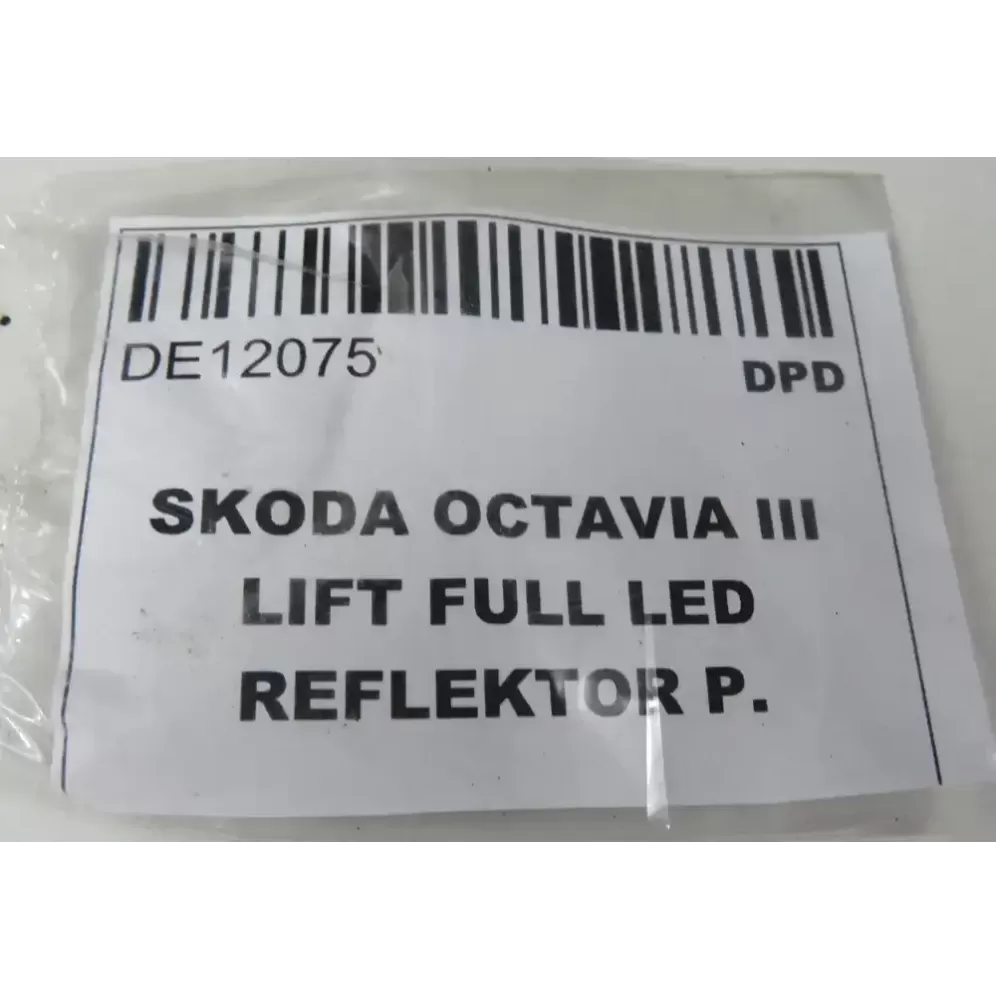 DE12075
DPD
SKODA OCTAVIA III
LIFT FULL LED
REFLEKTOR P.